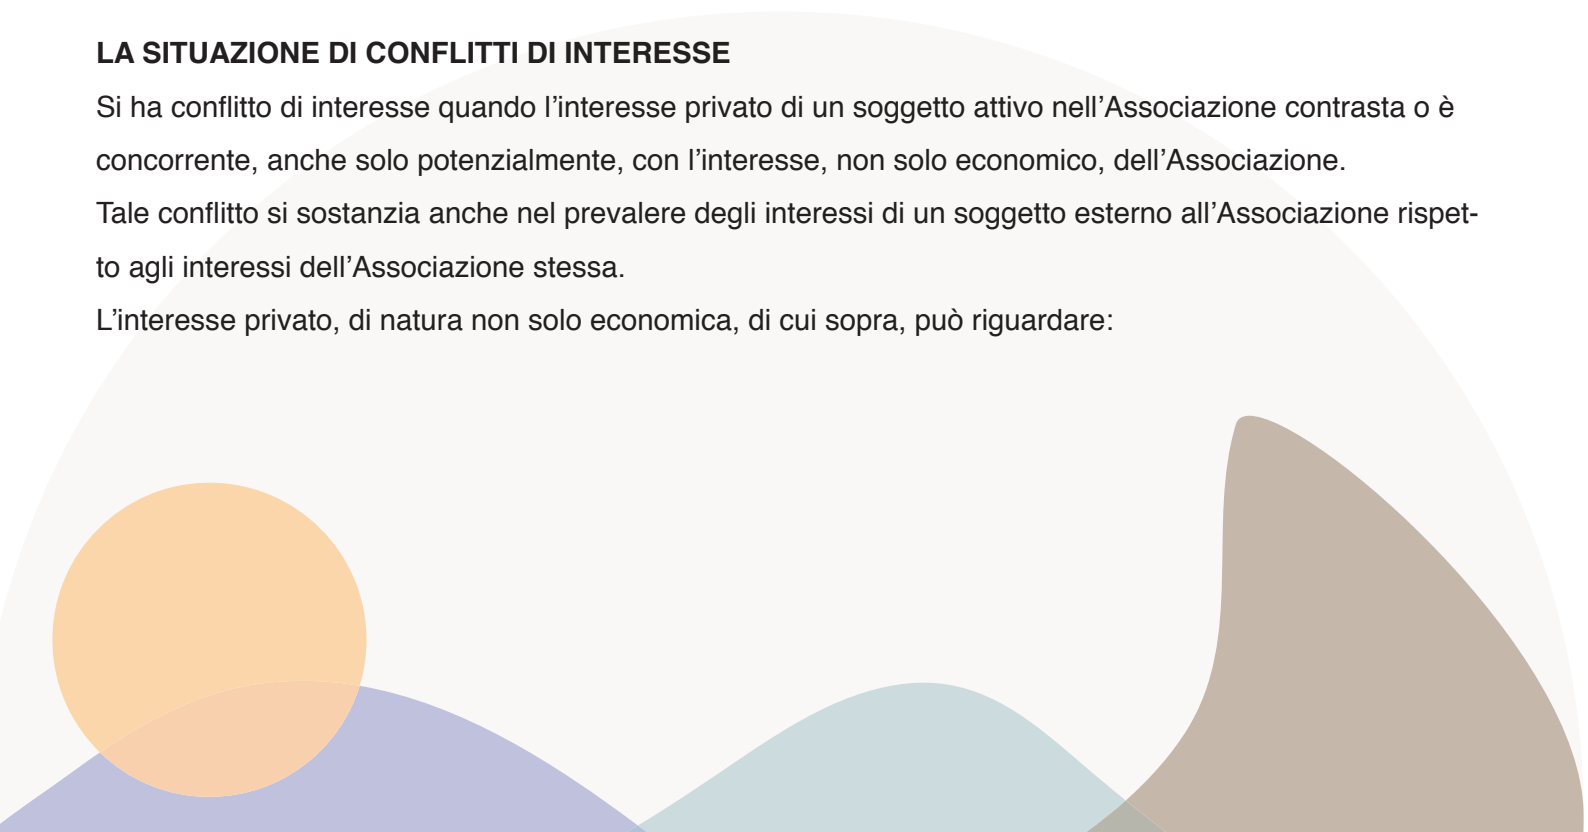 LA SITUAZIONE DI CONFLITTI DI INTERESSE
Si ha conflitto di interesse quando l’interesse privato di un soggetto attivo nell’Associazione contrasta o è
concorrente, anche solo potenzialmente, con l’interesse, non solo economico, dell’Associazione.
Tale conflitto si sostanzia anche nel prevalere degli interessi di un soggetto esterno all’Associazione rispet-
to agli interessi dell’Associazione stessa.
L’interesse privato, di natura non solo economica, di cui sopra, può riguardare: